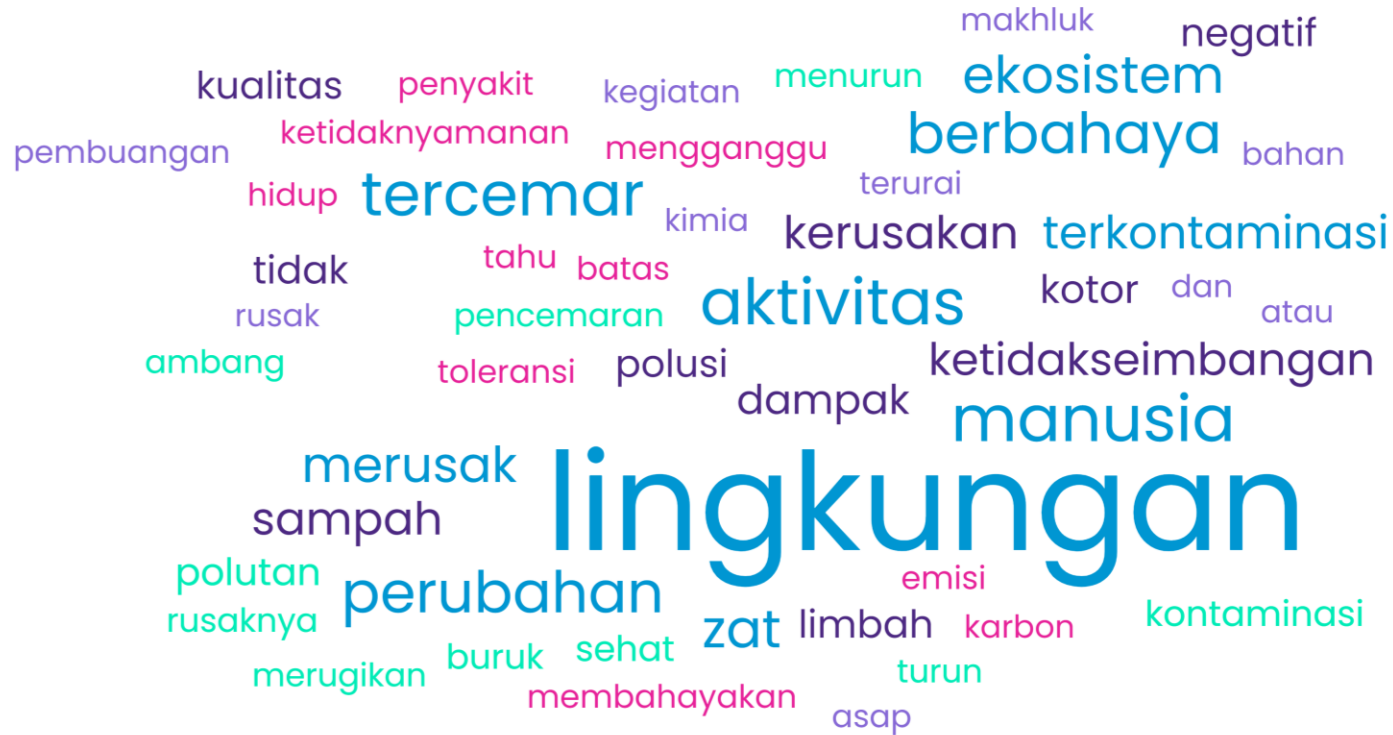 makhluk
negatif
kualitas
penyakit
kegiatan
menurun
ekosistem
pembuangan
ketidaknyamanan
mengganggu
berbahaya
bahan
hidup
tercemar
terurai
kimia
kerusakan
terkontaminasi
tidak
tahu
batas
aktivitas
kotor
dan
rusak
pencemaran
atau
ambang
toleransi
polusi
ketidakseimbangan
dampak
manusia
merusak
lingkungan
sampah
polutan
perubahan
emisi
rusaknya
zat
limbah
karbon
kontaminasi
merugikan
buruk
sehat
turun
membahayakan
asap